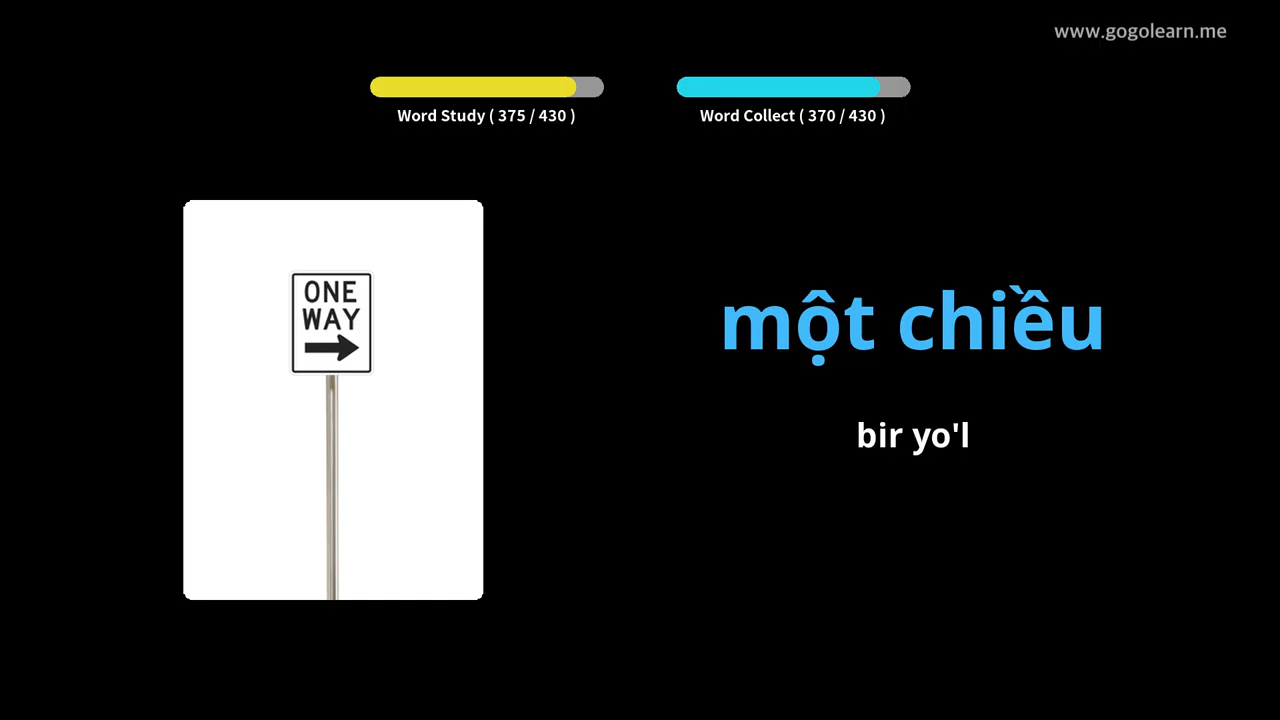 www.gogolearn.me
Word Study ( 375 / 430 )
Word Collect ( 370 / 430 )
ONE
WAY
một chiều
bir yo'l